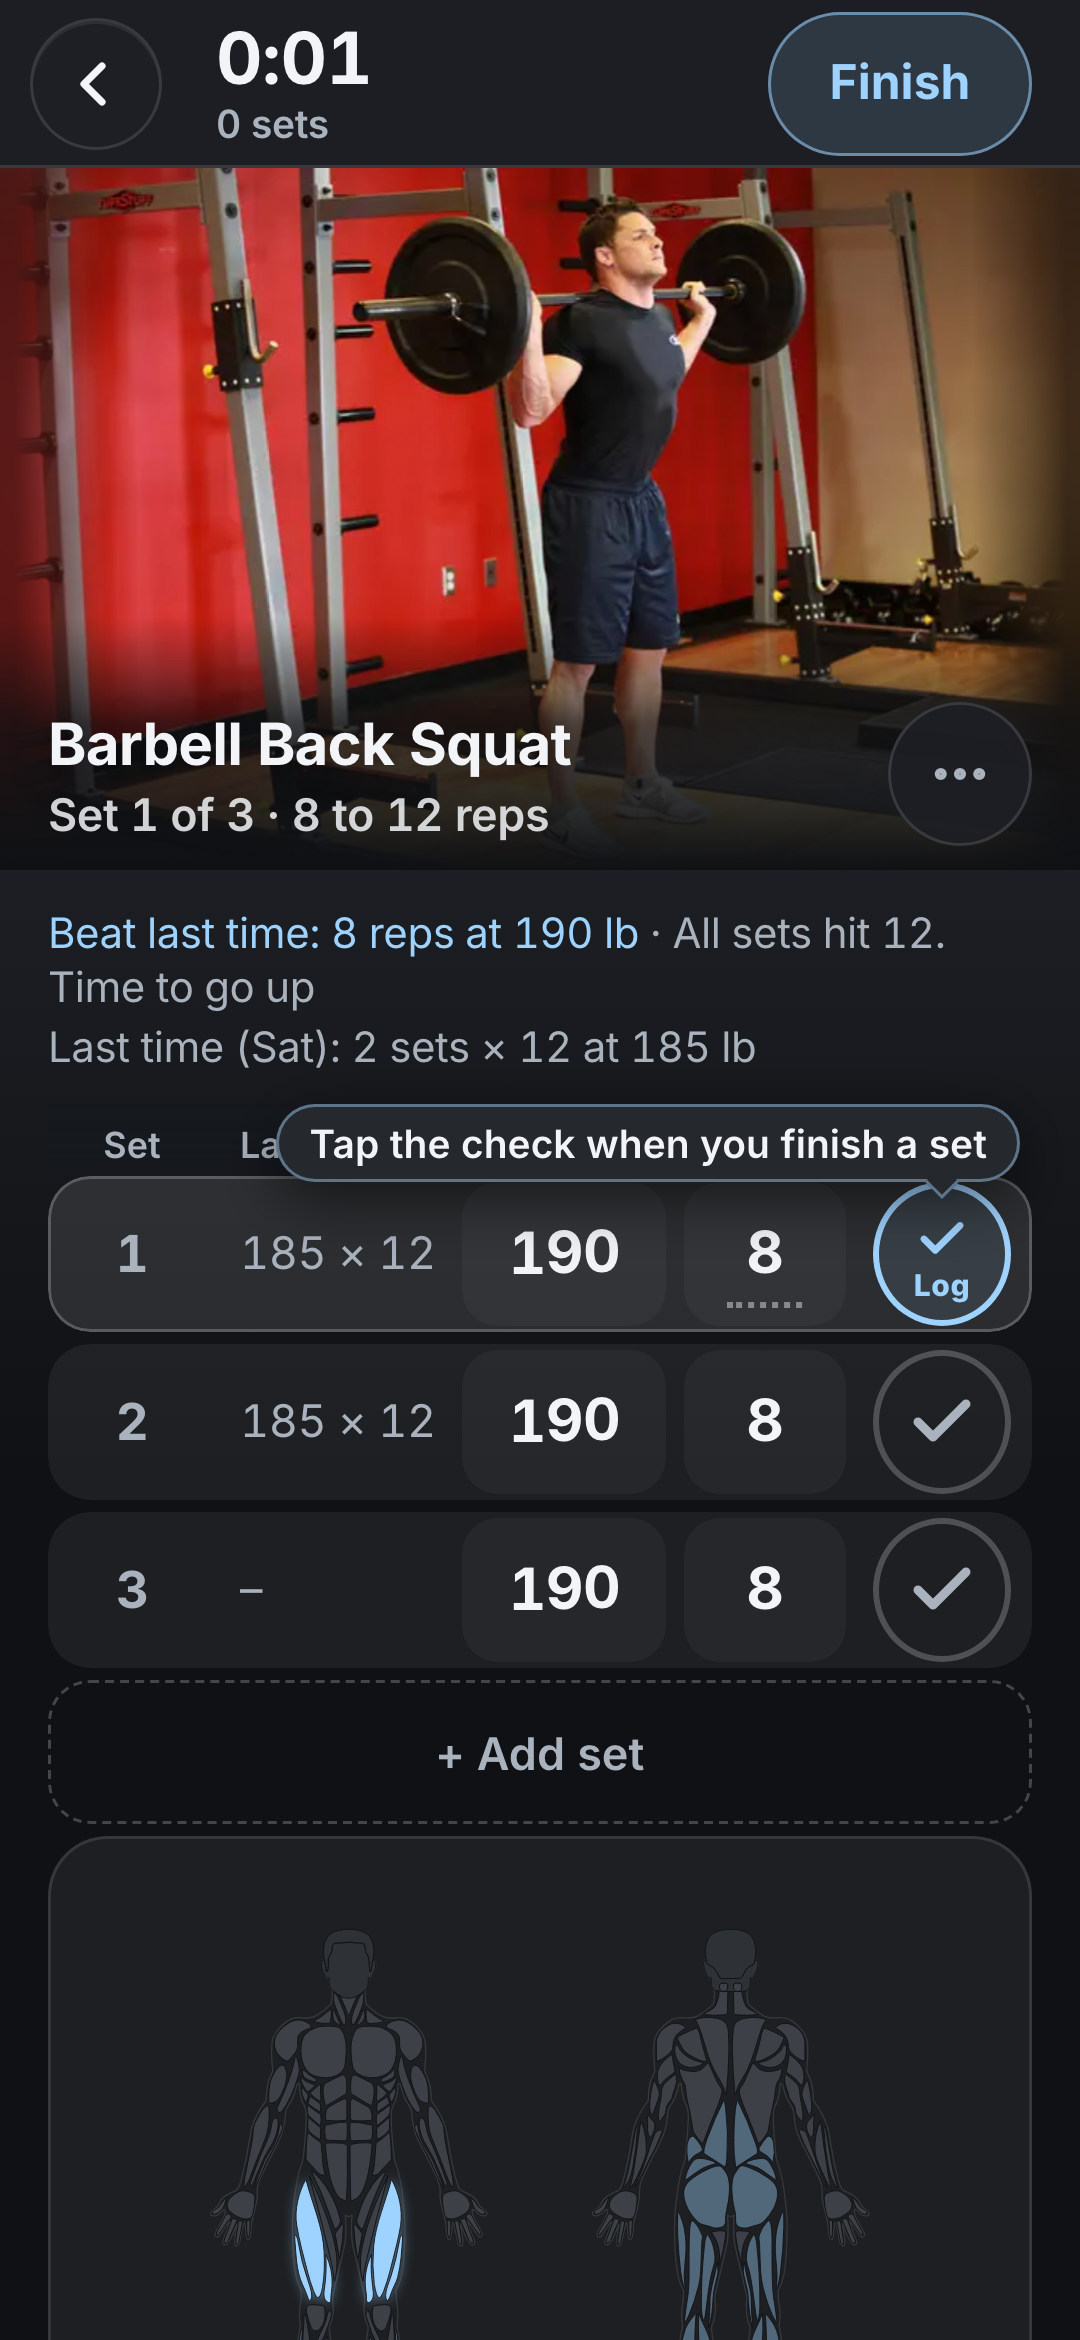 0:01
0 sets
Finish
TUFFSTUFF
Barbell Back Squat
Set 1 of 3 · 8 to 12 reps
Beat last time: 8 reps at 190 lb · All sets hit 12.
Time to go up
Last time (Sat): 2 sets × 12 at 185 lb
Set La
Tap the check when you finish a set
1 185 × 12 190 8
Log
2 185 × 12 190 8
3 – 190 8
+ Add set